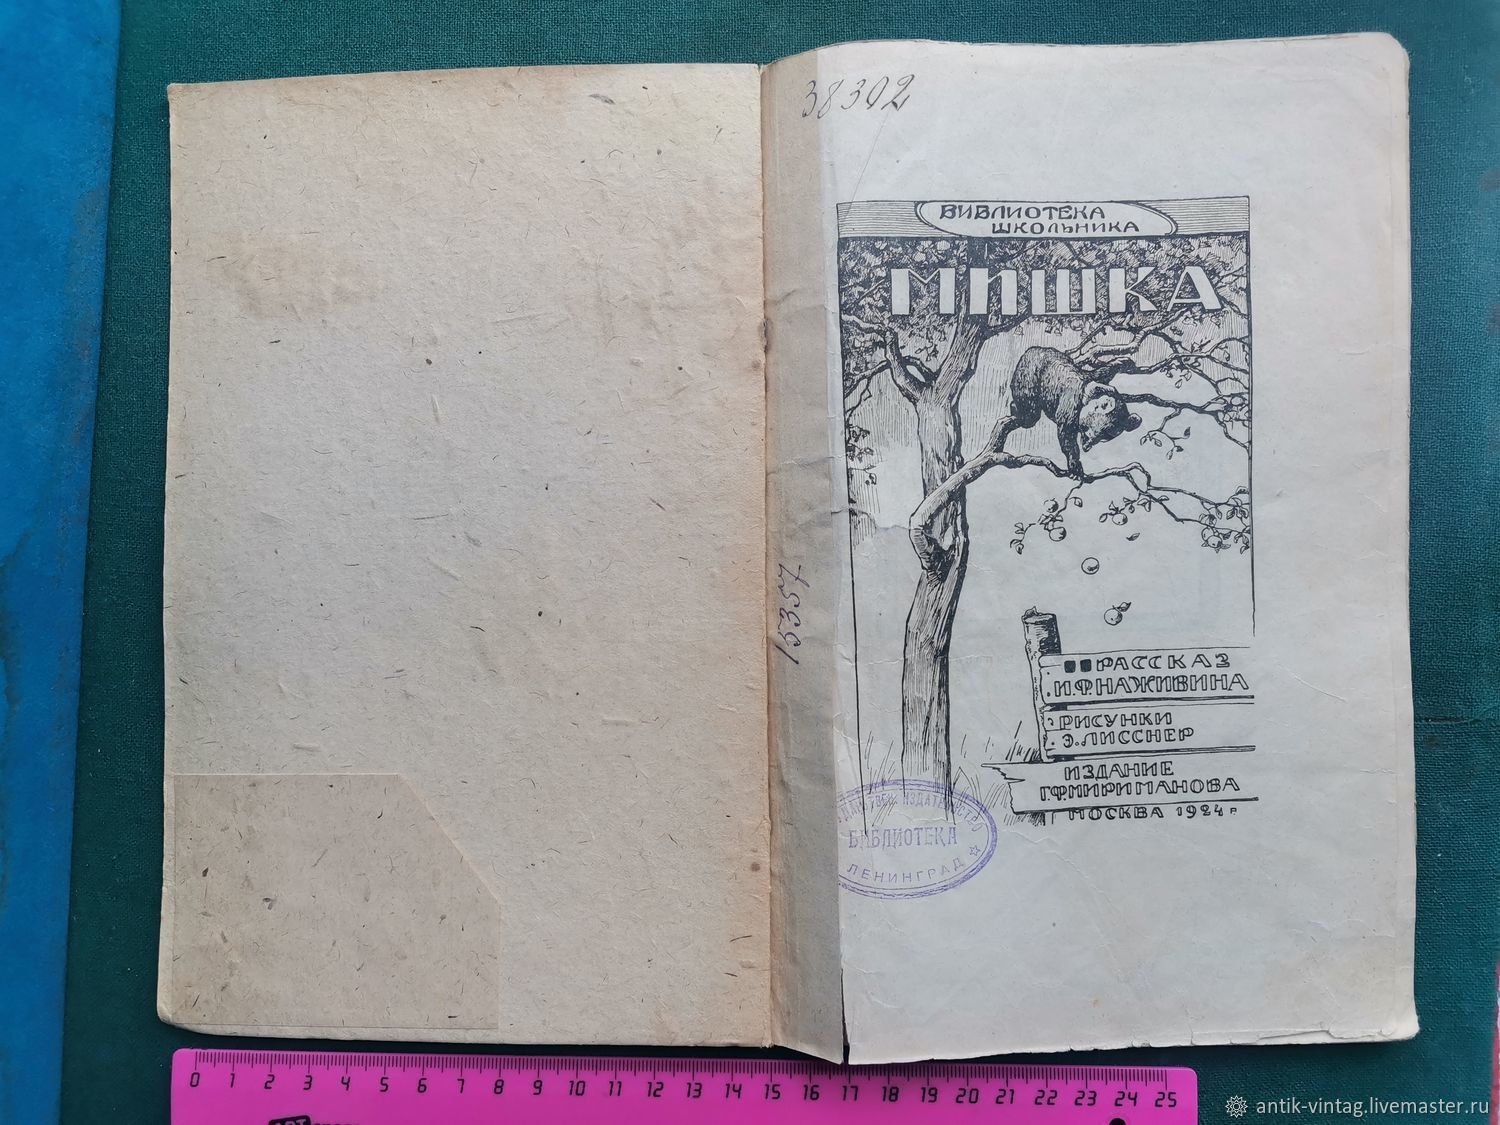 38302
БИБЛИОТЕКА
ШКОЛЬНИКА
МИШКА
15357
РАССКАЗ
И.Ф.НАЖИВИНА
РИСУНКИ
Э.ЛИССНЕР
ИЗДАНИЕ
Г.Ф.МИРИМАНОВА
МОСКВА 1924 г
ИЗДАТЕЛЬСТВО
БИБЛИОТЕКА
ЛЕНИНГРАД
0 1 2 3 4 5 6 7 8 9 10 11 12 13 14 15 16 17 18 19 20 21 22 23 24 25
antik-vintag.livemaster.ru